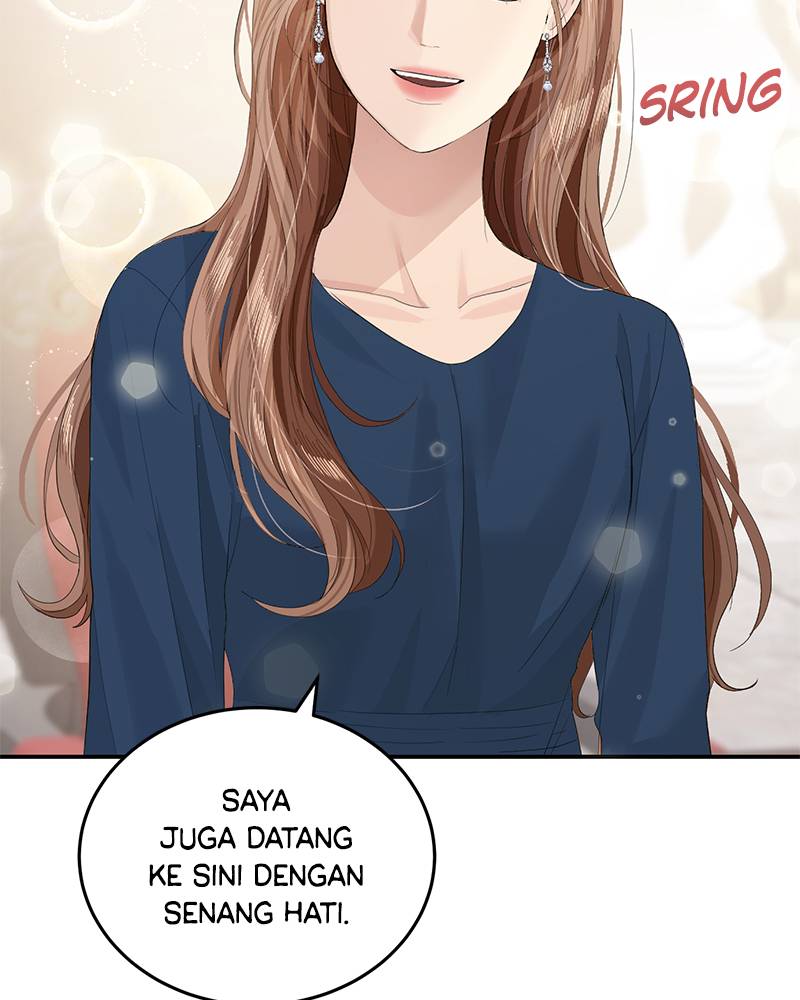 SRING
SAYA
JUGA DATANG
KE SINI DENGAN
SENANG HATI.